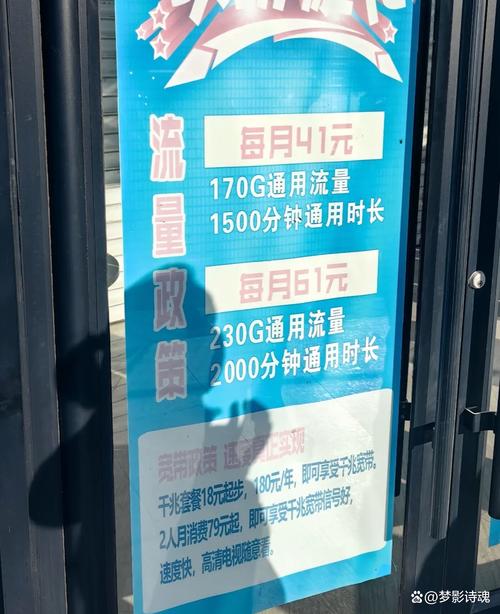 流量政策
每月41元
170G通用流量
1500分钟通用时长
每月61元
230G通用流量
2000分钟通用时长
宽带政策 速 真正实现
千兆套餐18元起步，180元/年，即可享受千兆宽带。
2人月消费79元起，即可享受千兆宽带信号好，
速度快，高清电视随意看。
@梦影诗魂